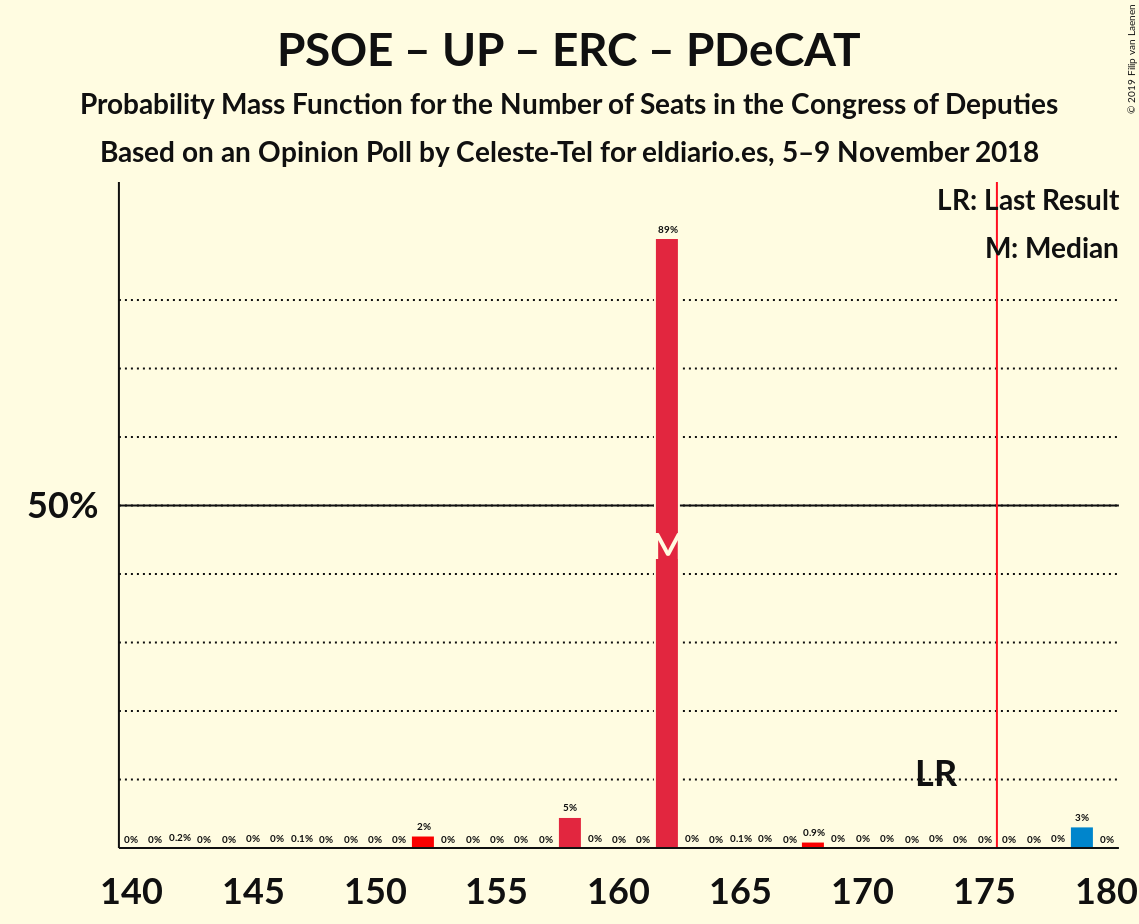 PSOE – UP – ERC – PDeCAT
Probability Mass Function for the Number of Seats in the Congress of Deputies
Based on an Opinion Poll by Celeste-Tel for eldiario.es, 5–9 November 2018
© 2019 Filip van Laenen
LR: Last Result
M: Median
50%
89%
M
LR
0% 0% 0.2% 0% 0% 0% 0% 0.1% 0% 0% 0% 0% 2% 0% 0% 0% 0% 0% 5% 0% 0% 0% 0% 0% 0.1% 0% 0% 0.9% 0% 0% 0% 0% 0% 0% 0% 0% 0% 0% 3% 0%
140 145 150 155 160 165 170 175 180